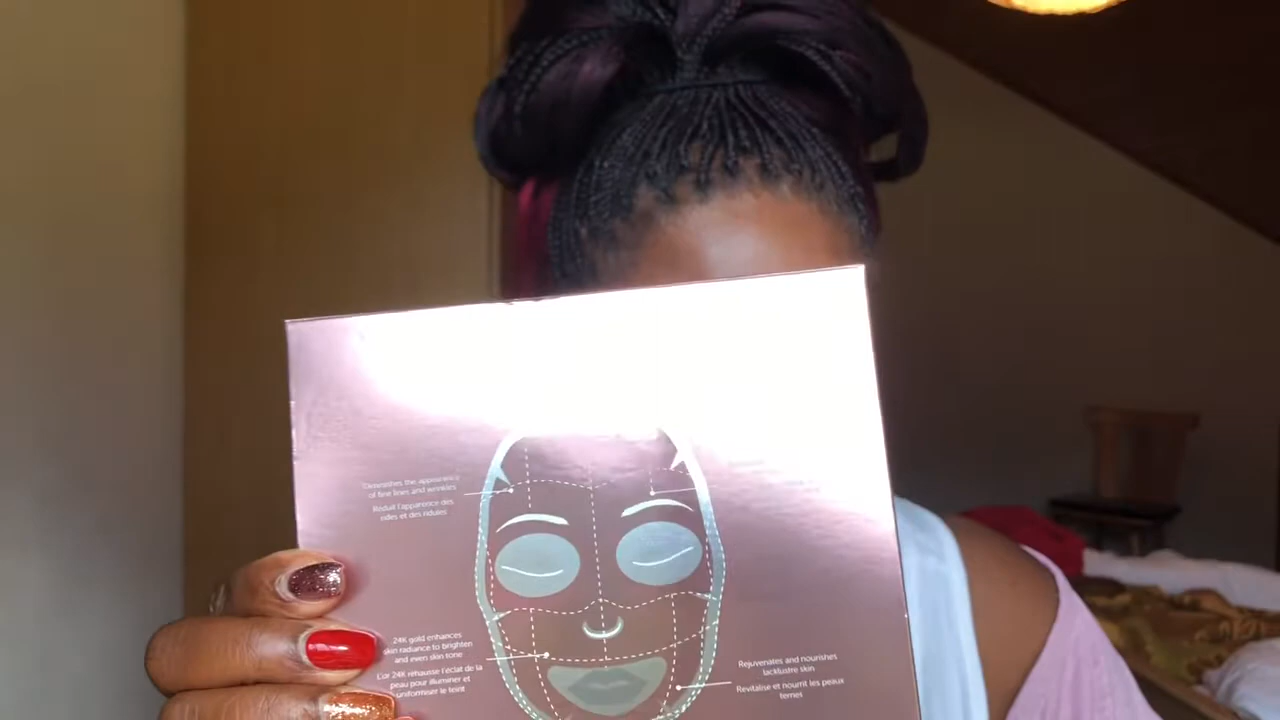 Diminishes the appearance
of fine lines and wrinkles
Réduit l'apparence des
rides et des ridules
24K gold enhances
skin radiance to brighten
and even skin tone
L'or 24K réhausse l'éclat de la
peau pour illuminer et
uniformiser le teint
Rejuvenates and nourishes
lacklustre skin
Revitalise et nourrit les peaux
ternes